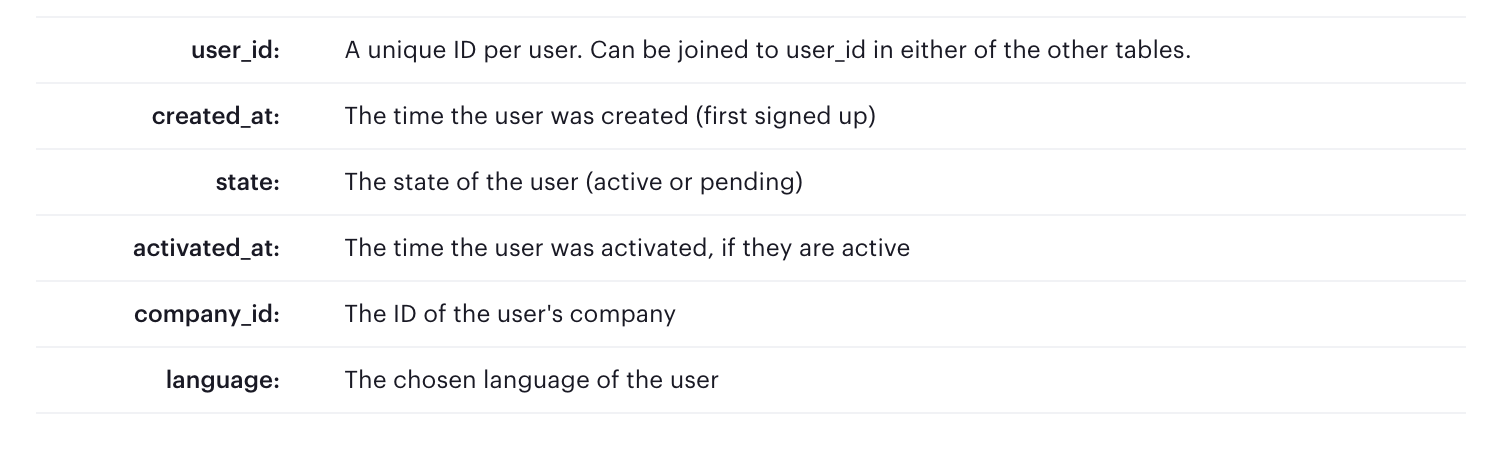 user_id: A unique ID per user. Can be joined to user_id in either of the other tables.
created_at: The time the user was created (first signed up)
state: The state of the user (active or pending)
activated_at: The time the user was activated, if they are active
company_id: The ID of the user's company
language: The chosen language of the user